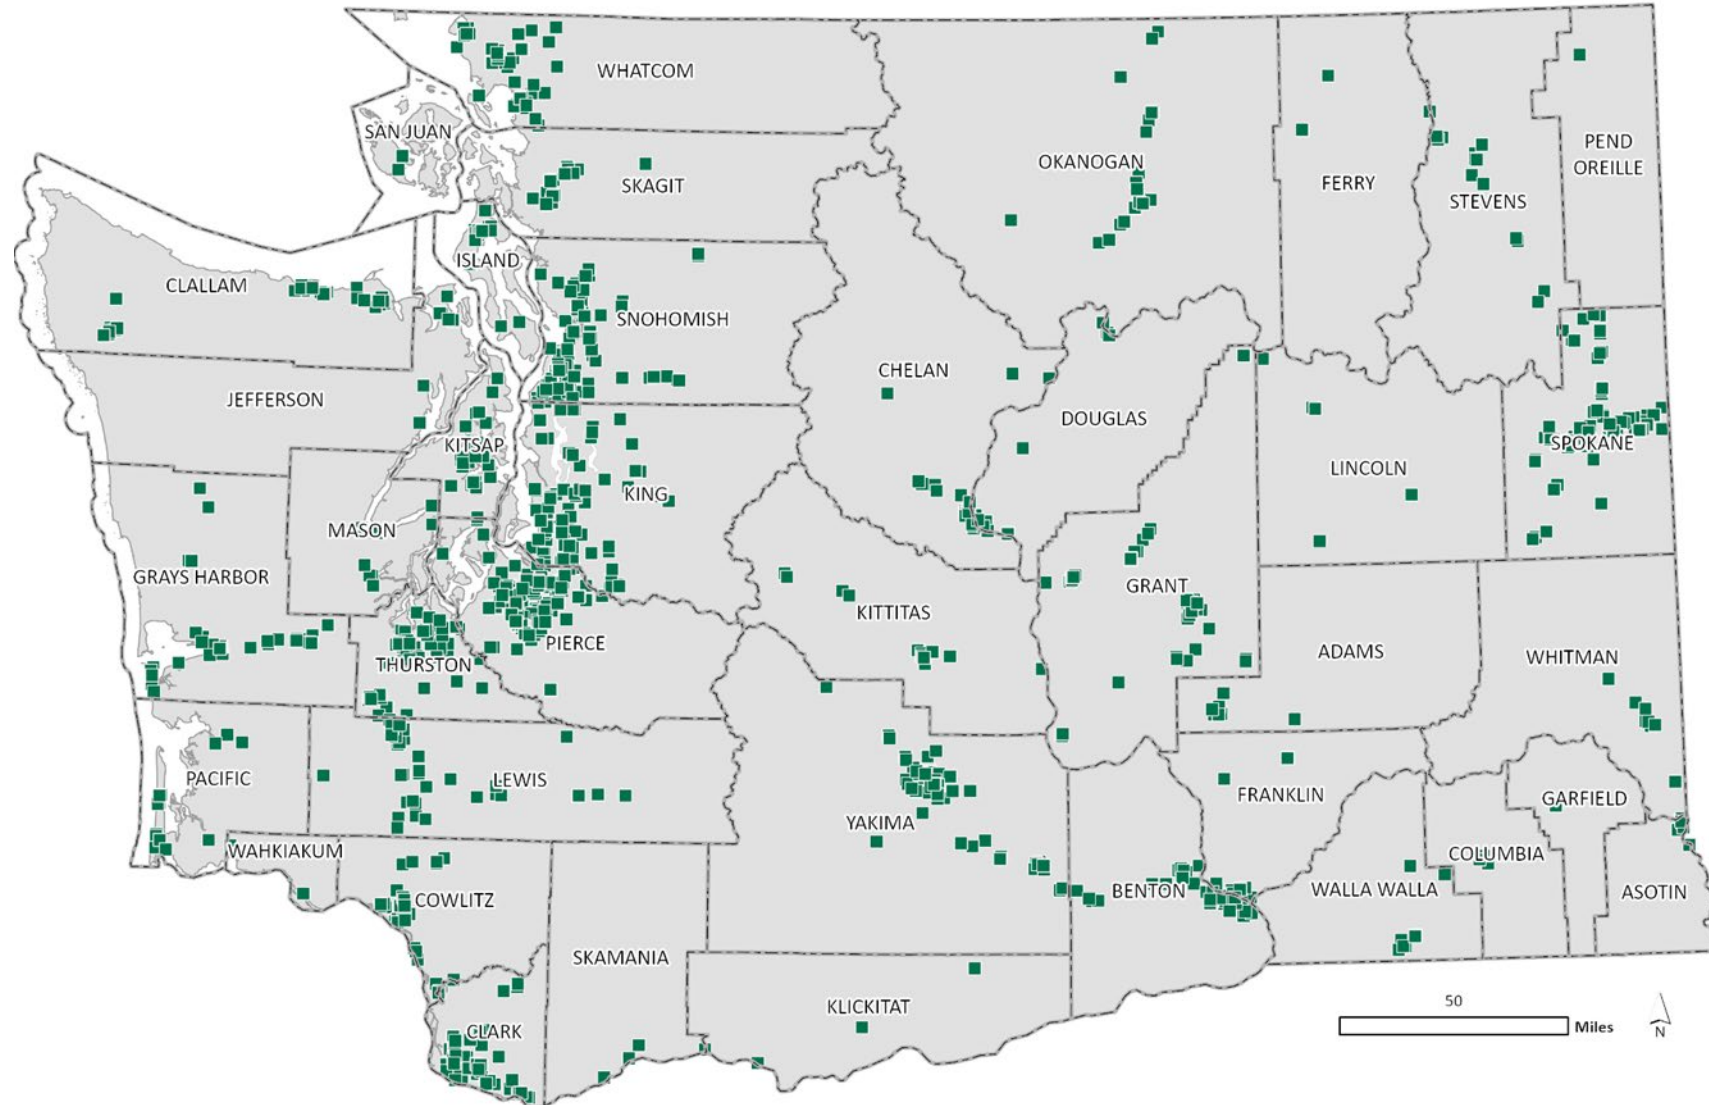 WHATCOM
SAN JUAN
SKAGIT
OKANOGAN
FERRY
STEVENS
PEND
OREILLE
ISLAND
CLALLAM
SNOHOMISH
CHELAN
JEFFERSON
DOUGLAS
KITSAP
SPOKANE
LINCOLN
KING
MASON
GRAYS HARBOR
GRANT
KITTITAS
PIERCE
ADAMS
WHITMAN
THURSTON
PACIFIC
LEWIS
FRANKLIN
GARFIELD
YAKIMA
WAHKIAKUM
COLUMBIA
BENTON
WALLA WALLA
ASOTIN
COWLITZ
SKAMANIA
KLICKITAT
50
Miles
N
CLARK